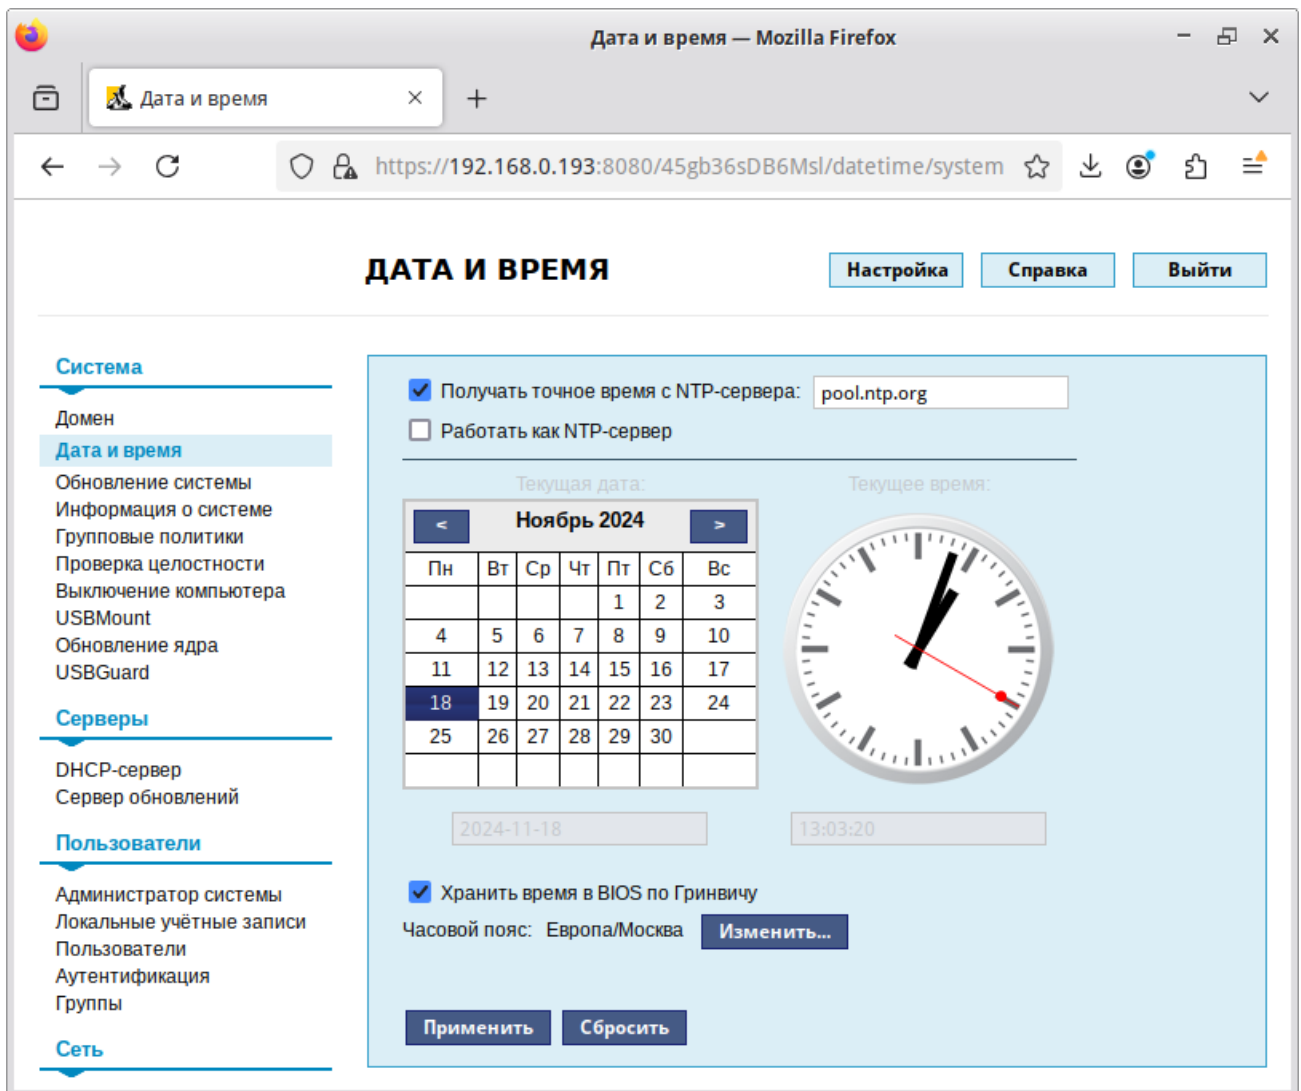 Дата и время — Mozilla Firefox
Дата и время
https://192.168.0.193:8080/45gb36sDB6Msl/datetime/system
ДАТА И ВРЕМЯ
Настройка Справка Выйти
Система
Домен
Дата и время
Обновление системы
Информация о системе
Групповые политики
Проверка целостности
Выключение компьютера
USBMount
Обновление ядра
USBGuard
Серверы
DHCP-сервер
Сервер обновлений
Пользователи
Администратор системы
Локальные учётные записи
Пользователи
Аутентификация
Группы
Сеть
Получать точное время с NTP-сервера: pool.ntp.org
Работать как NTP-сервер
Текущая дата: Текущее время:
< Ноябрь 2024 >
Пн Вт Ср Чт Пт Сб Вс
1 2 3
4 5 6 7 8 9 10
11 12 13 14 15 16 17
18 19 20 21 22 23 24
25 26 27 28 29 30
2024-11-18 13:03:20
Хранить время в BIOS по Гринвичу
Часовой пояс: Европа/Москва Изменить...
Применить Сбросить